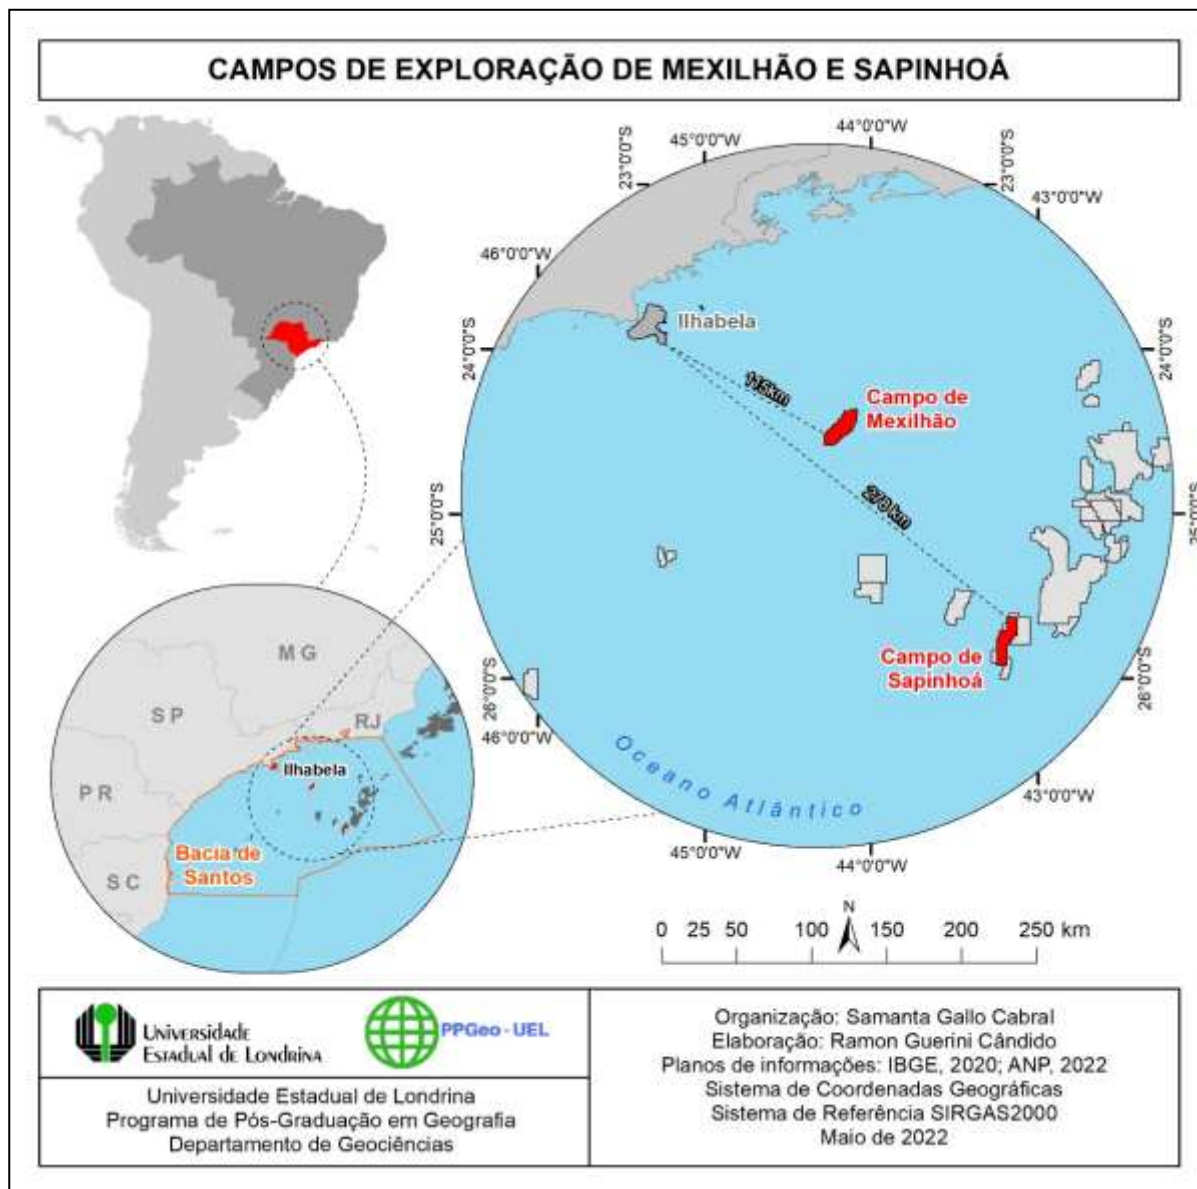 CAMPOS DE EXPLORAÇÃO DE MEXILHÃO E SAPINHOÁ
44°0'0"W
45°0'0"W
23°0'0"S
23°0'0"S
43°0'0"W
46°0'0"W
Ilhabela
24°0'0"S
24°0'0"S
115km
Campo de
Mexilhão
270 km
25°0'0"S
25°0'0"S
Campo de
Sapinhoá
26°0'0"S
26°0'0"S
46°0'0"W
Oceano Atlântico
43°0'0"W
45°0'0"W
44°0'0"W
MG
SP
RJ
Ilhabela
PR
Bacia de
Santos
SC
N
0 25 50 100 150 200 250 km
UNIVERSIDADE
ESTADUAL DE LONDRINA
PPGeo - UEL
Universidade Estadual de Londrina
Programa de Pós-Graduação em Geografia
Departamento de Geociências
Organização: Samanta Gallo Cabral
Elaboração: Ramon Guerini Cândido
Planos de informações: IBGE, 2020; ANP, 2022
Sistema de Coordenadas Geográficas
Sistema de Referência SIRGAS2000
Maio de 2022